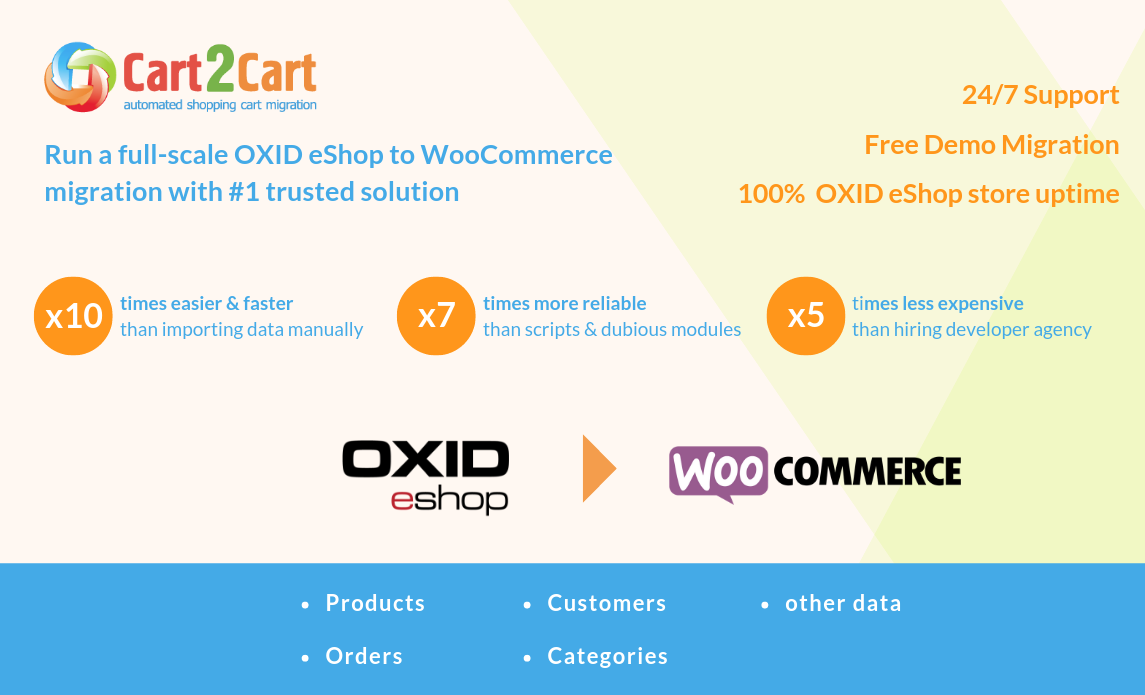 Cart2Cart
automated shopping cart migration
Run a full-scale OXID eShop to WooCommerce
migration with #1 trusted solution
24/7 Support
Free Demo Migration
100% OXID eShop store uptime
x10
times easier & faster
than importing data manually
x7
times more reliable
than scripts & dubious modules
x5
times less expensive
than hiring developer agency
OXID
eshop
WOO COMMERCE
• Products
• Customers
• other data
• Orders
• Categories